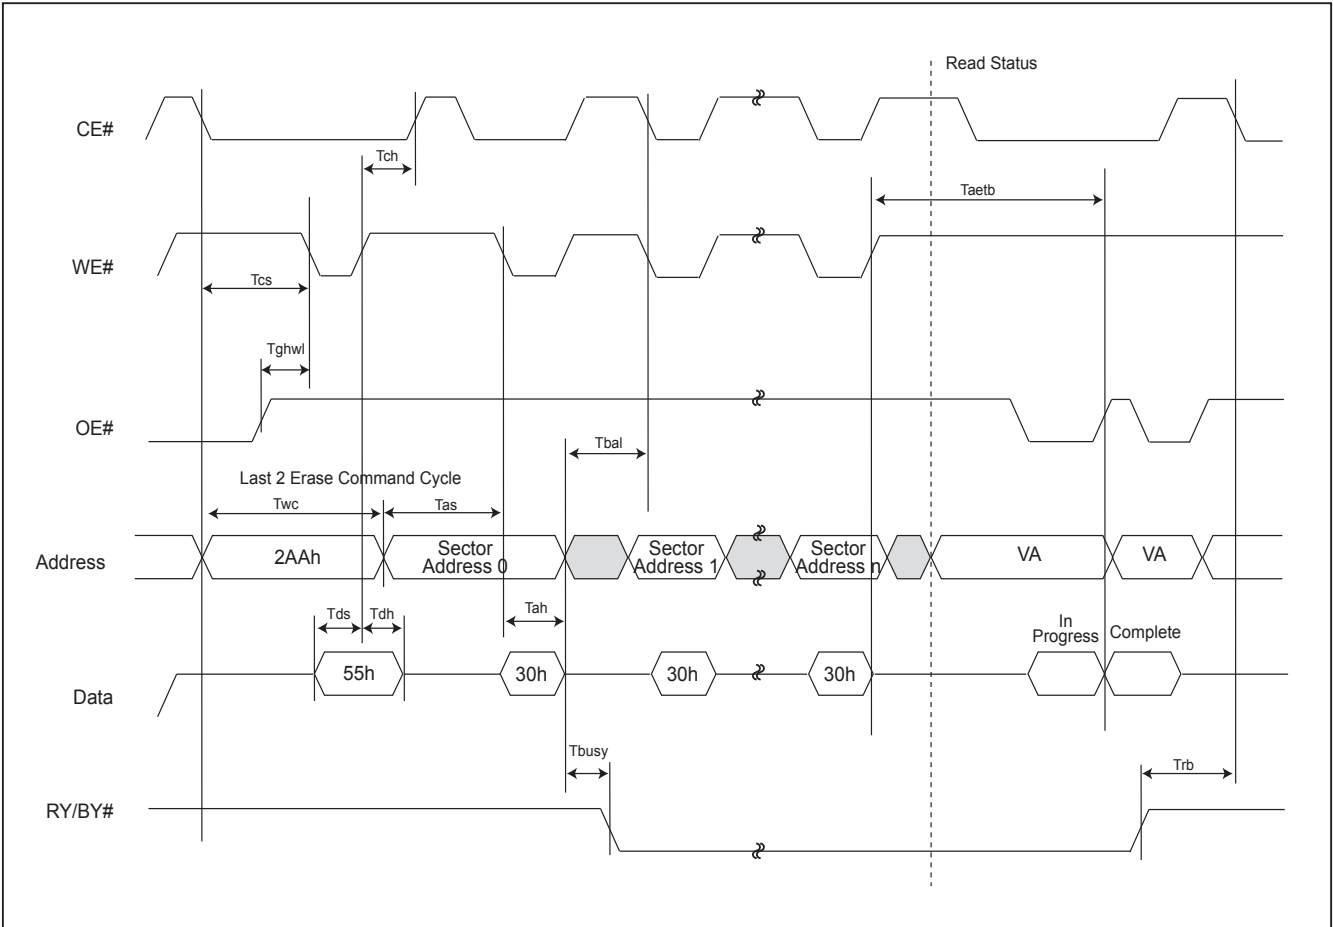 Read Status
CE#
Tch
Taetb
WE#
Tcs
Tghwl
OE#
Tbal
Last 2 Erase Command Cycle
Twc
Tas
Address
2AAh
Sector
Address 0
Sector
Address 1
Sector
Address n
VA
VA
Tds
Tdh
Tah
In
Progress
Complete
Data
55h
30h
30h
30h
Tbusy
Trb
RY/BY#